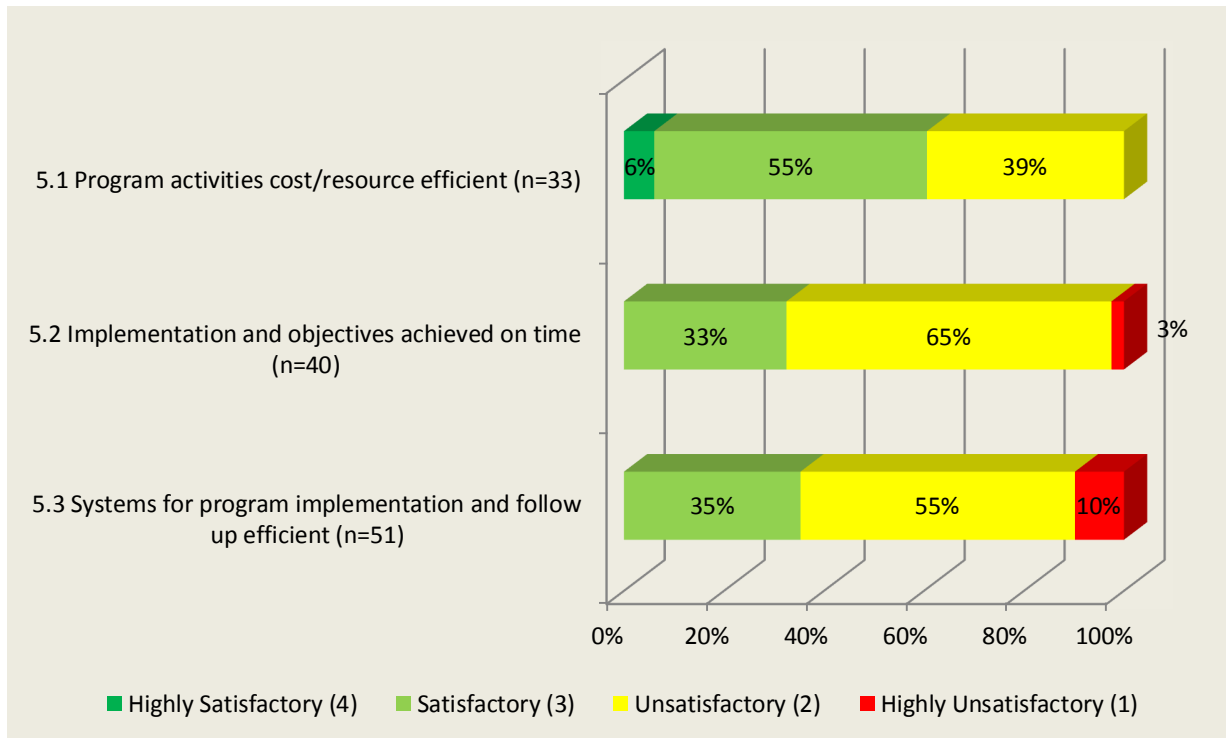 5.1 Program activities cost/resource efficient (n=33)
6%
55%
39%
5.2 Implementation and objectives achieved on time
(n=40)
33%
65%
3%
5.3 Systems for program implementation and follow
up efficient (n=51)
35%
55%
10%
0%
20%
40%
60%
80%
100%
Highly Satisfactory (4)
Satisfactory (3)
Unsatisfactory (2)
Highly Unsatisfactory (1)